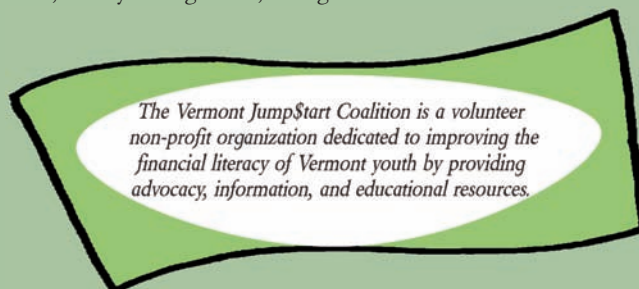 The Vermont Jump$tart Coalition is a volunteer
non-profit organization dedicated to improving the
financial literacy of Vermont youth by providing
advocacy, information, and educational resources.